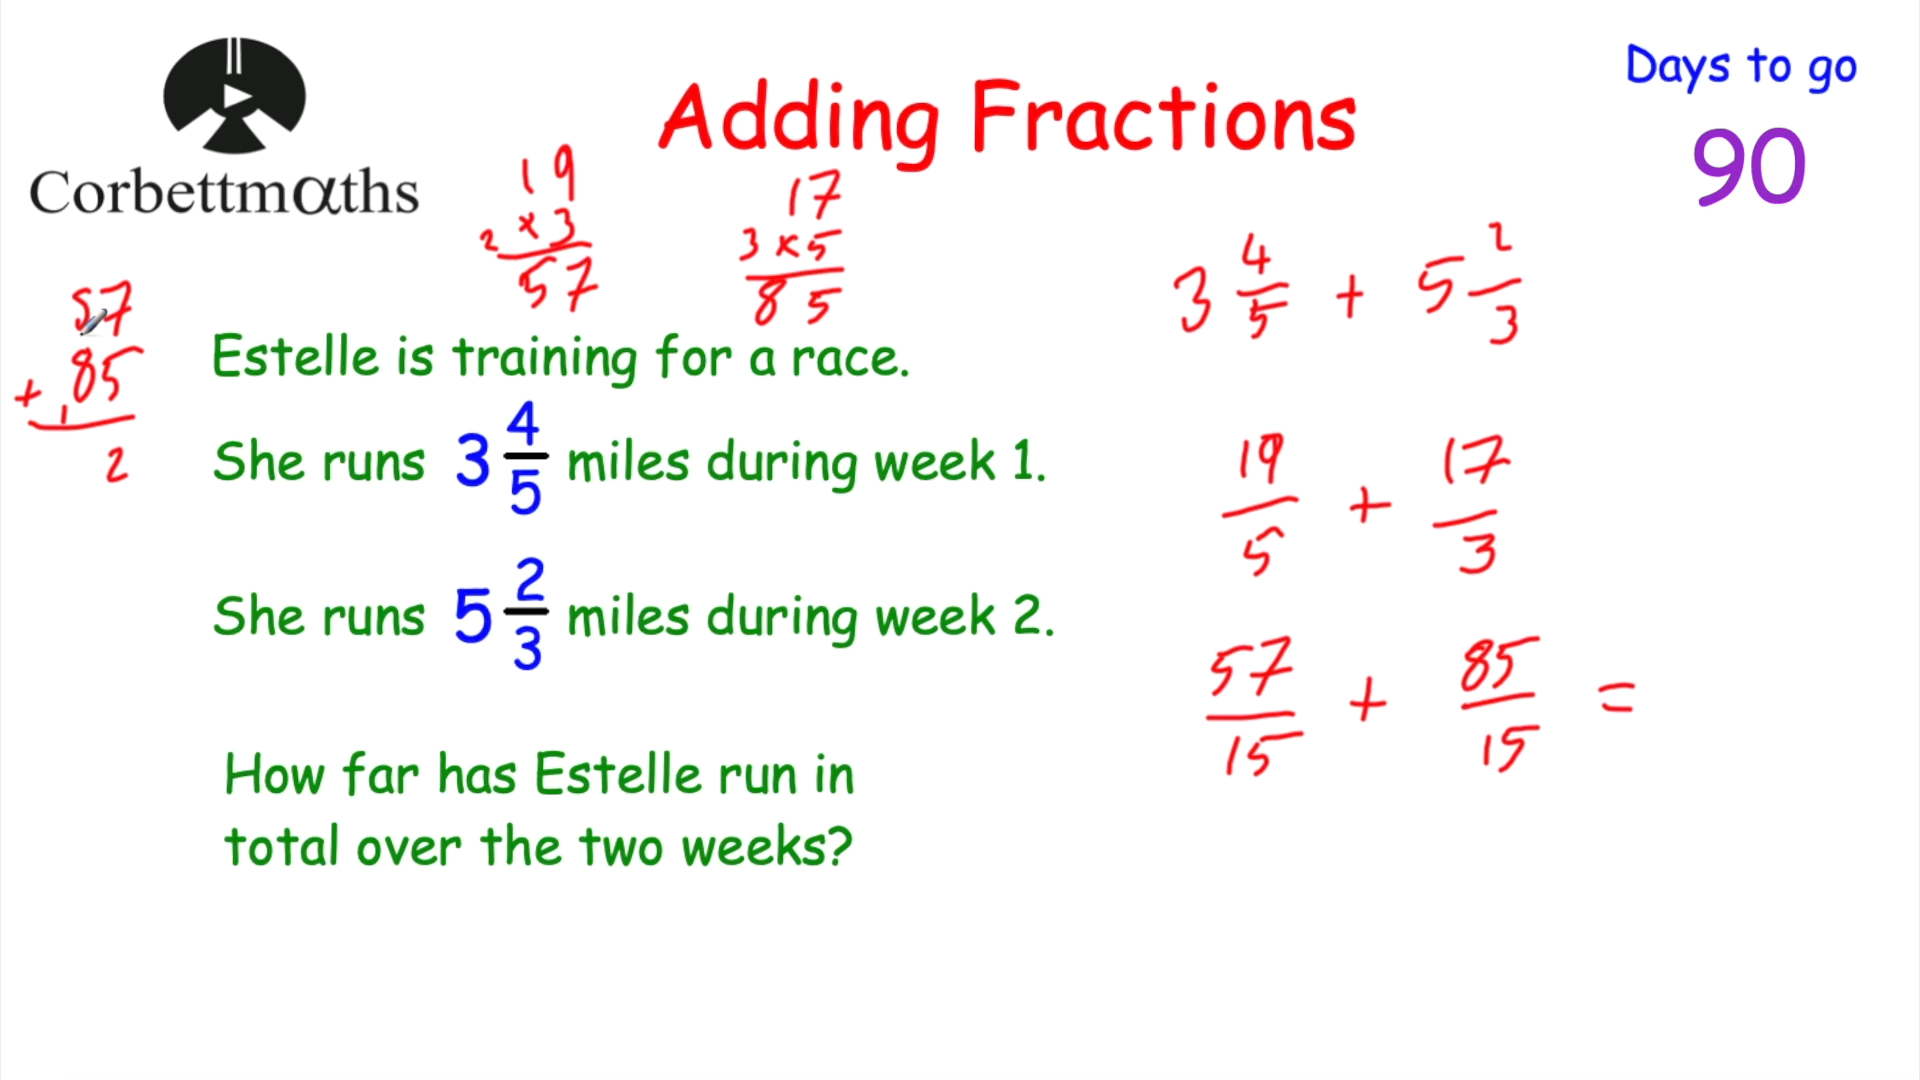 Corbettmαths
Adding Fractions
Days to go
90
19
2 × 3
57
17
3 × 5
85
57
+ 85
1
2
Estelle is training for a race.
She runs 3 4/5 miles during week 1.
She runs 5 2/3 miles during week 2.
How far has Estelle run in
total over the two weeks?
3 4/5 + 5 2/3
19/5 + 17/3
57/15 + 85/15 =